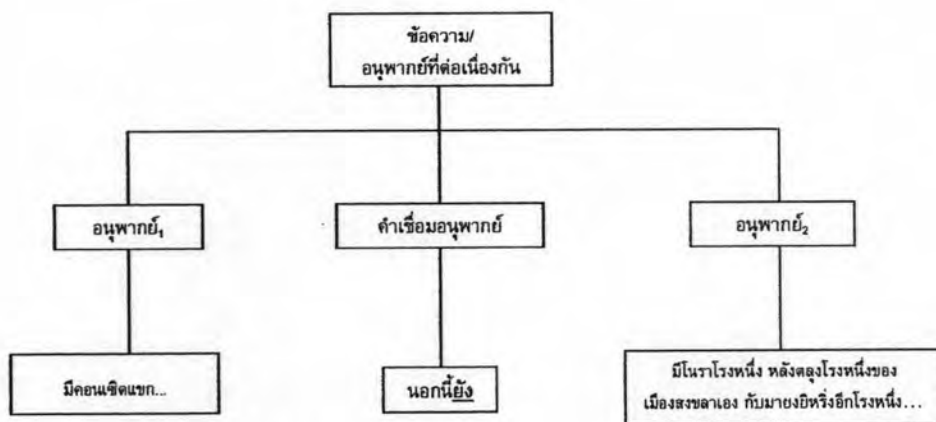 ข้อความ/
อนุพากย์ที่ต่อเนื่องกัน
อนุพากย์₁
คำเชื่อมอนุพากย์
อนุพากย์₂
มีคอนเซิตแขก...
นอกนี้ยัง
มีโนราโรงหนึ่ง หลังตลุงโรงหนึ่งของ
เมืองสงขลาเอง กับมายงยิหริ่งอีกโรงหนึ่ง...